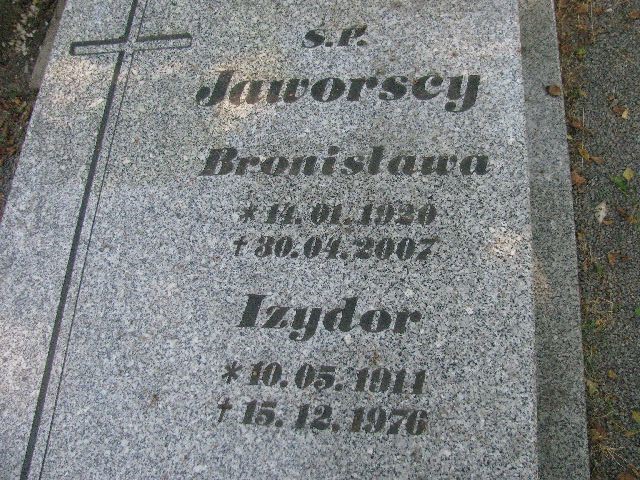 Ś.P.
Jaworscy
Bronisława
* 14.01.1920
† 30.04.2007
Izydor
* 10.05.1911
† 15.12.1976